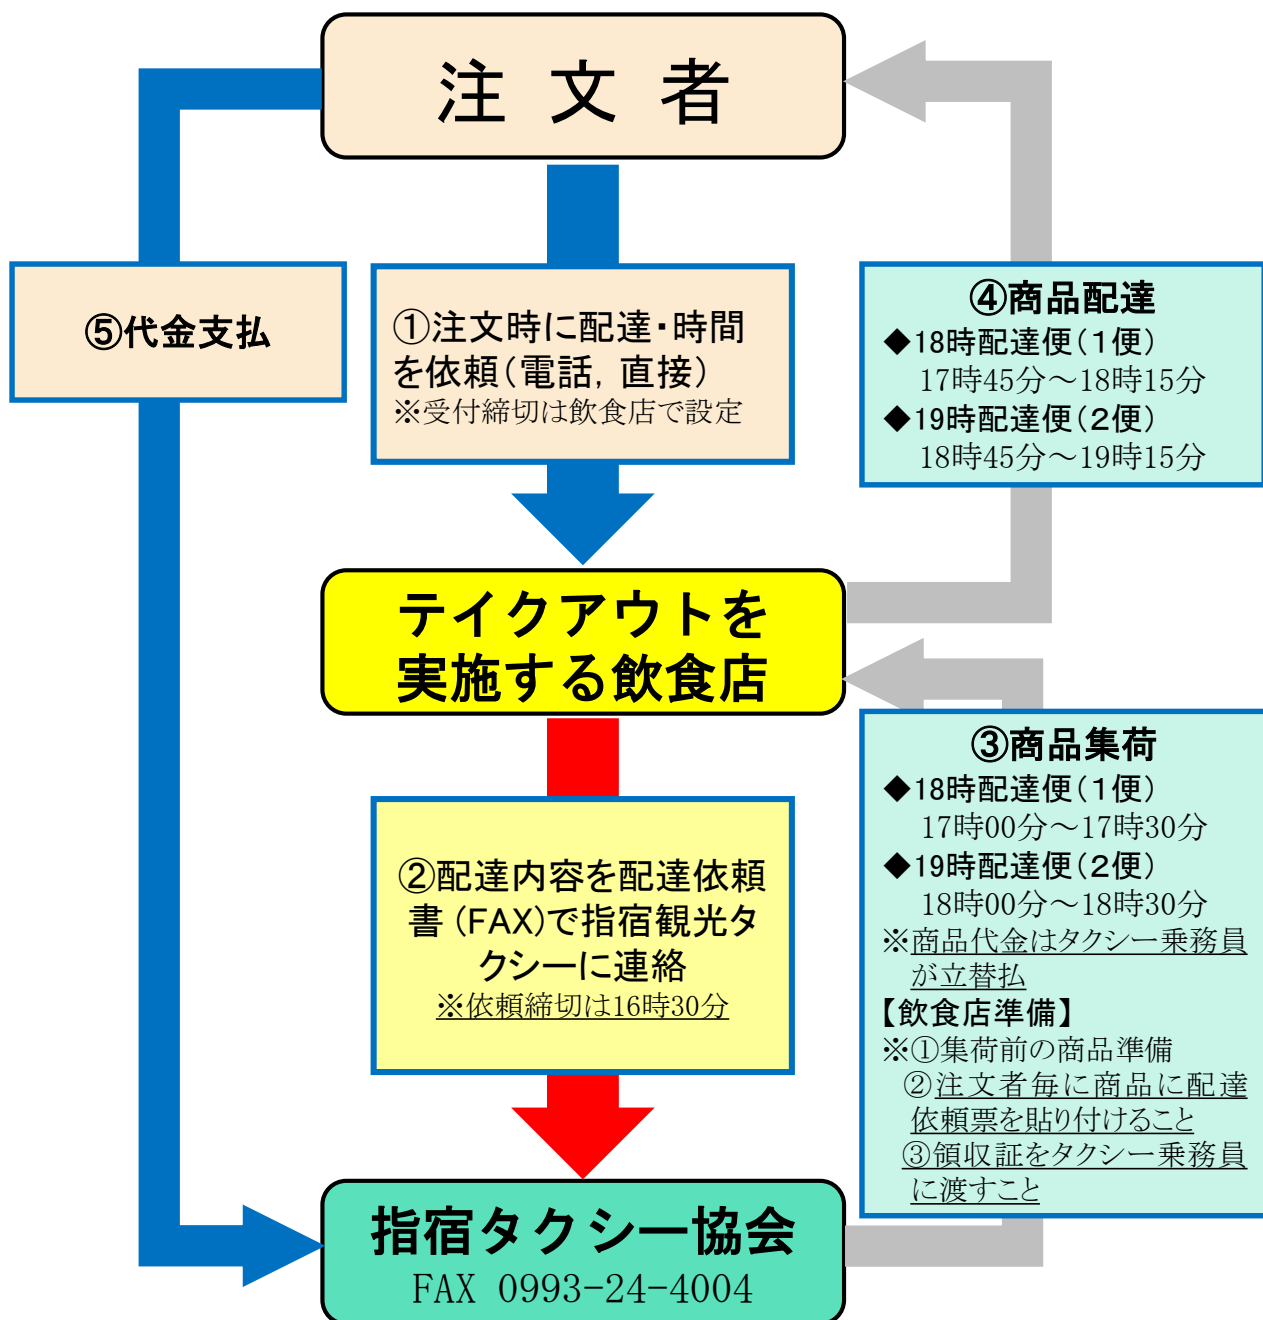 注 文 者
⑤代金支払
①注文時に配達・時間
を依頼(電話，直接)
※受付締切は飲食店で設定
④商品配達
◆18時配達便(1便)
17時45分～18時15分
◆19時配達便(2便)
18時45分～19時15分
テイクアウトを
実施する飲食店
②配達内容を配達依頼
書(FAX)で指宿観光タ
クシーに連絡
※依頼締切は16時30分
③商品集荷
◆18時配達便(1便)
17時00分～17時30分
◆19時配達便(2便)
18時00分～18時30分
※商品代金はタクシー乗務員
が立替払
【飲食店準備】
※①集荷前の商品準備
②注文者毎に商品に配達
依頼票を貼り付けること
③領収証をタクシー乗務員
に渡すこと
指宿タクシー協会
FAX 0993-24-4004